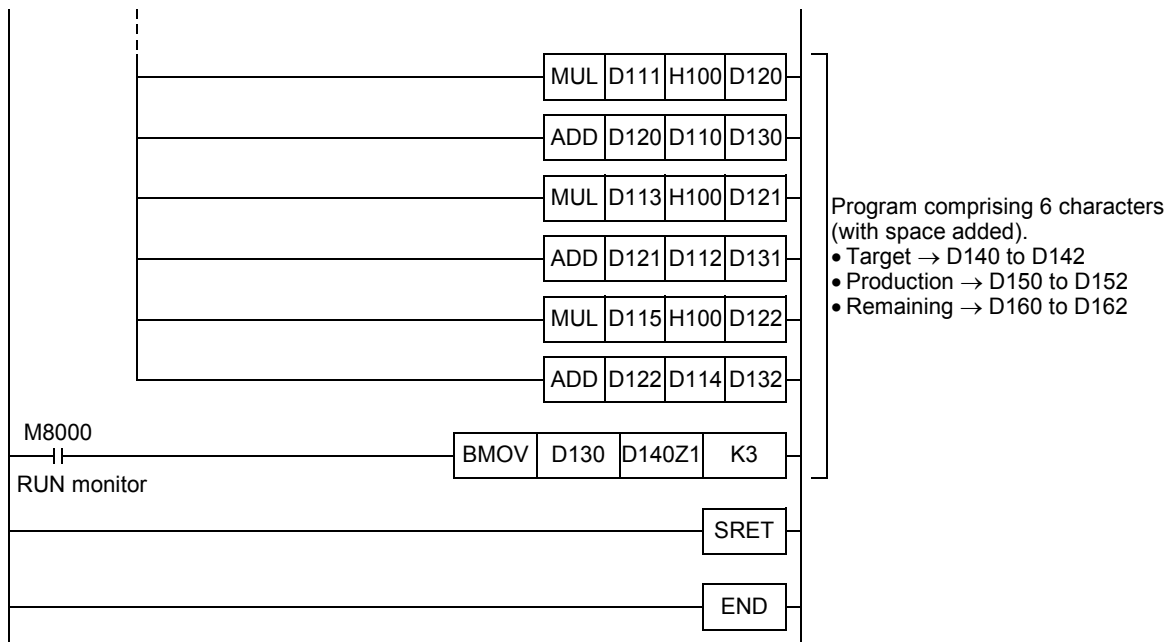 MUL D111 H100 D120
ADD D120 D110 D130
MUL D113 H100 D121
ADD D121 D112 D131
MUL D115 H100 D122
ADD D122 D114 D132
Program comprising 6 characters
(with space added).
• Target → D140 to D142
• Production → D150 to D152
• Remaining → D160 to D162
M8000
BMOV D130 D140Z1 K3
RUN monitor
SRET
END